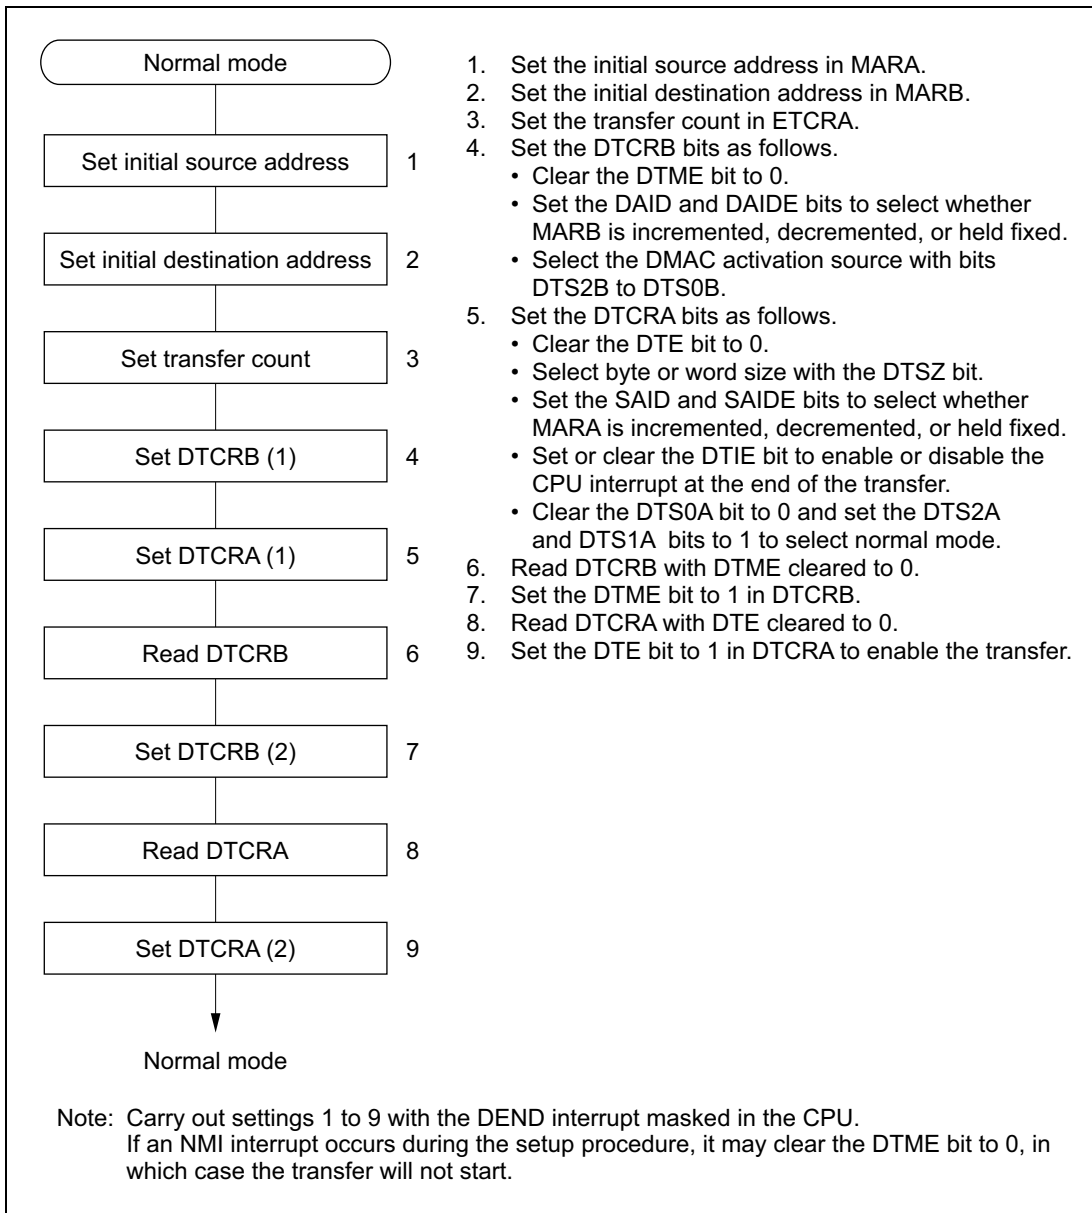 Normal mode
Set initial source address 1
Set initial destination address 2
Set transfer count 3
Set DTCRB (1) 4
Set DTCRA (1) 5
Read DTCRB 6
Set DTCRB (2) 7
Read DTCRA 8
Set DTCRA (2) 9
Normal mode
1. Set the initial source address in MARA.
2. Set the initial destination address in MARB.
3. Set the transfer count in ETCRA.
4. Set the DTCRB bits as follows.
• Clear the DTME bit to 0.
• Set the DAID and DAIDE bits to select whether
MARB is incremented, decremented, or held fixed.
• Select the DMAC activation source with bits
DTS2B to DTS0B.
5. Set the DTCRA bits as follows.
• Clear the DTE bit to 0.
• Select byte or word size with the DTSZ bit.
• Set the SAID and SAIDE bits to select whether
MARA is incremented, decremented, or held fixed.
• Set or clear the DTIE bit to enable or disable the
CPU interrupt at the end of the transfer.
• Clear the DTS0A bit to 0 and set the DTS2A
and DTS1A bits to 1 to select normal mode.
6. Read DTCRB with DTME cleared to 0.
7. Set the DTME bit to 1 in DTCRB.
8. Read DTCRA with DTE cleared to 0.
9. Set the DTE bit to 1 in DTCRA to enable the transfer.
Note: Carry out settings 1 to 9 with the DEND interrupt masked in the CPU.
If an NMI interrupt occurs during the setup procedure, it may clear the DTME bit to 0, in
which case the transfer will not start.